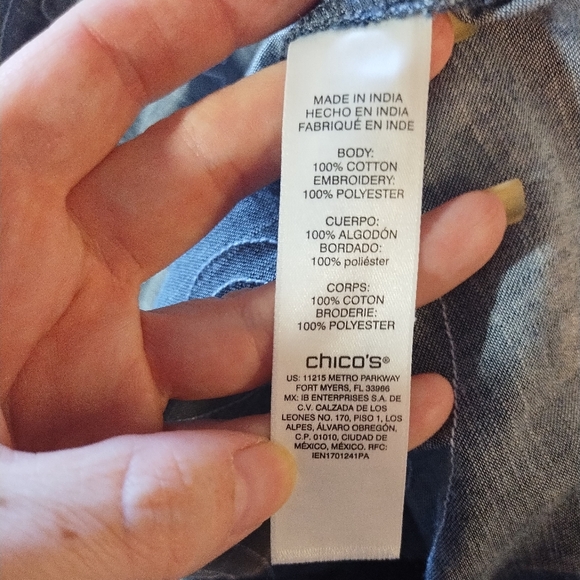 MADE IN INDIA
HECHO EN INDIA
FABRIQUÉ EN INDE
BODY:
100% COTTON
EMBROIDERY:
100% POLYESTER
CUERPO:
100% ALGODÓN
BORDADO:
100% poliéster
CORPS:
100% COTON
BRODERIE:
100% POLYESTER
chico's®
US: 11215 METRO PARKWAY
FORT MYERS, FL 33966
MX: IB ENTERPRISES S.A. DE
C.V. CALZADA DE LOS
LEONES NO. 170, PISO 1, LOS
ALPES, ÁLVARO OBREGÓN,
C.P. 01010, CIUDAD DE
MÉXICO, MÉXICO, RFC:
IEN1701241PA